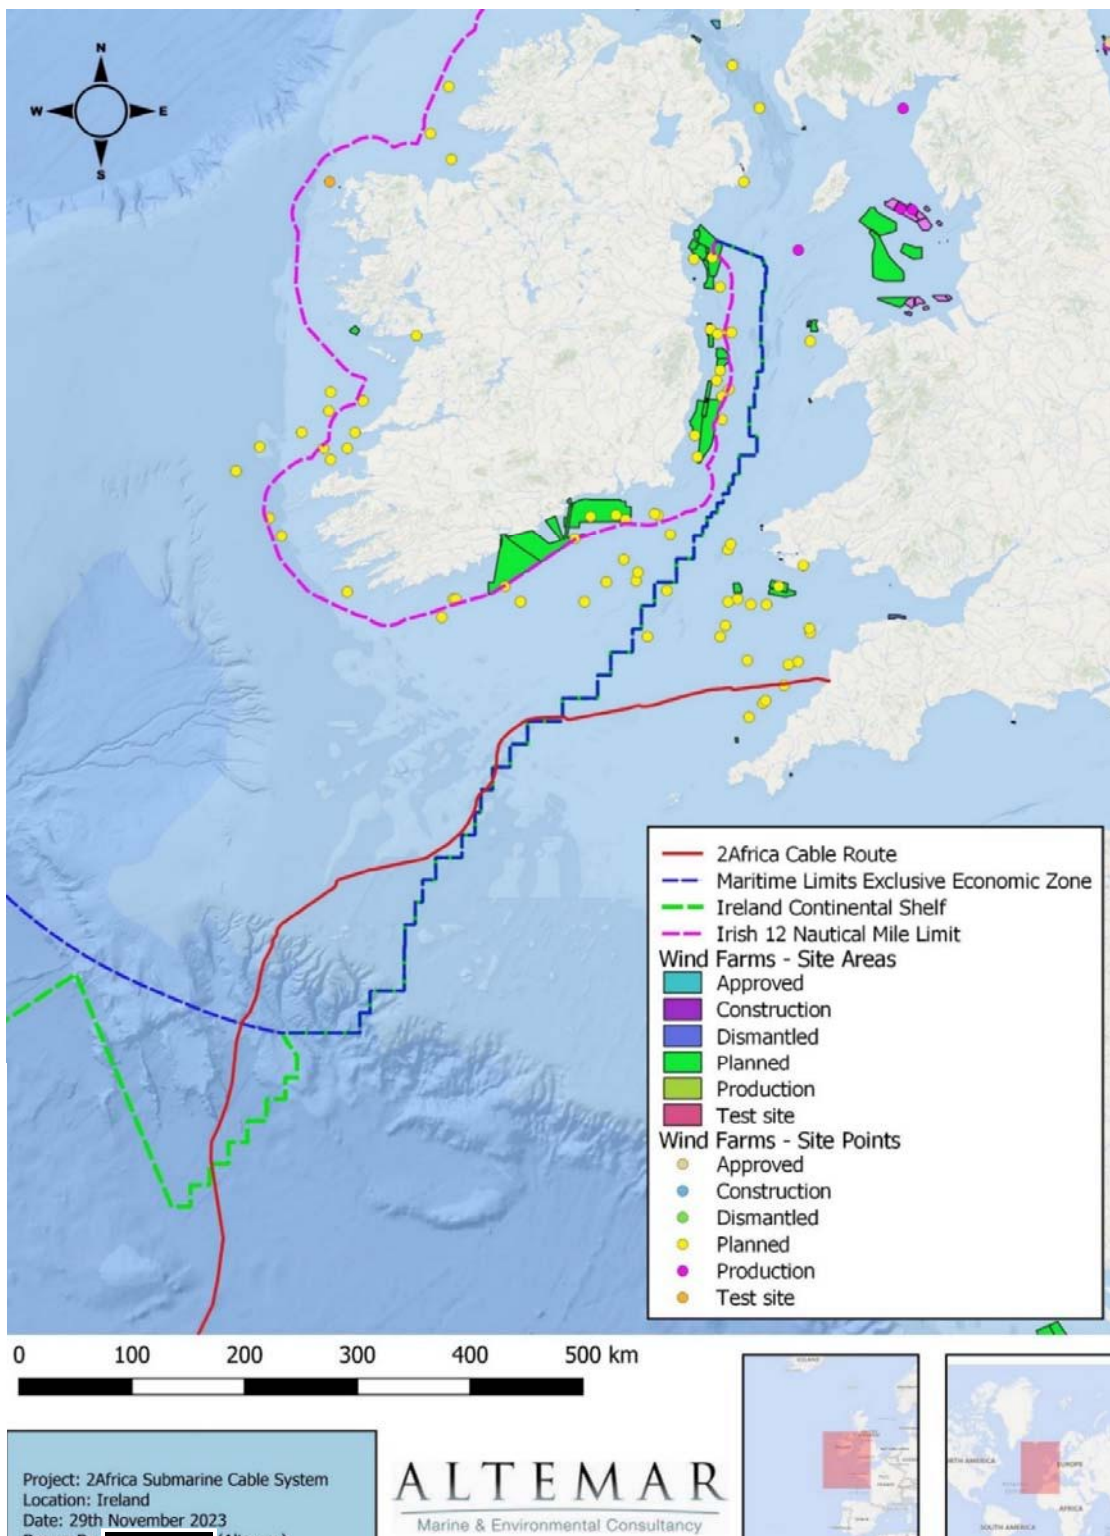 N
W
E
S
2Africa Cable Route
Maritime Limits Exclusive Economic Zone
Ireland Continental Shelf
Irish 12 Nautical Mile Limit
Wind Farms - Site Areas
Approved
Construction
Dismantled
Planned
Production
Test site
Wind Farms - Site Points
Approved
Construction
Dismantled
Planned
Production
Test site
0 100 200 300 400 500 km
Project: 2Africa Submarine Cable System
Location: Ireland
Date: 29th November 2023
ALTEMAR
Marine & Environmental Consultancy
ICELAND
EUROPE
AFRICA
SOUTH AMERICA